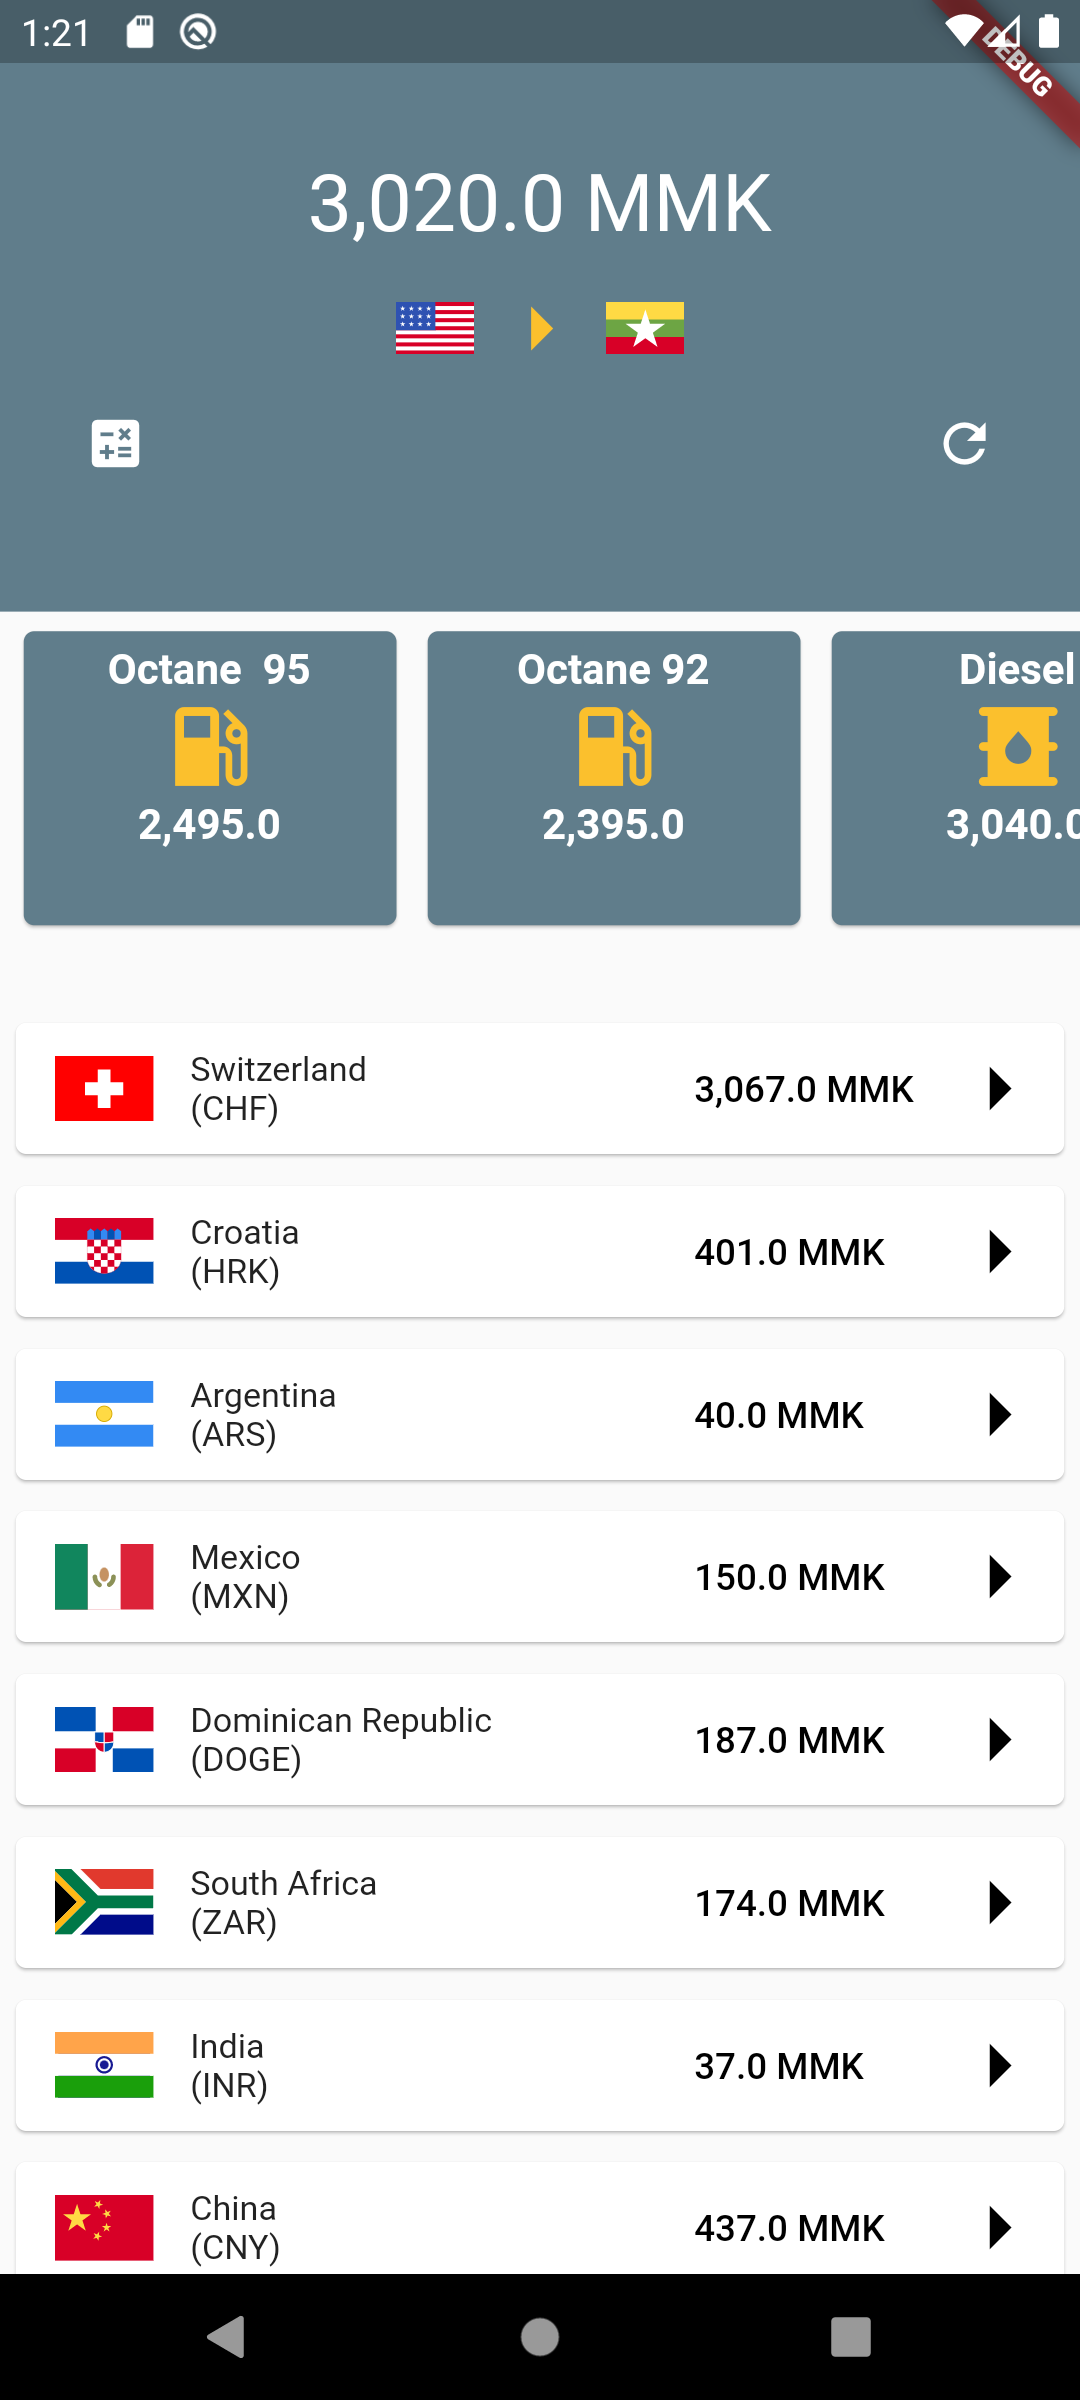 1:21
DEBUG
3,020.0 MMK
Octane  95
Octane 92
Diesel
2,495.0
2,395.0
3,040.0
Switzerland
(CHF)
3,067.0 MMK
Croatia
(HRK)
401.0 MMK
Argentina
(ARS)
40.0 MMK
Mexico
(MXN)
150.0 MMK
Dominican Republic
(DOGE)
187.0 MMK
South Africa
(ZAR)
174.0 MMK
India
(INR)
37.0 MMK
China
(CNY)
437.0 MMK